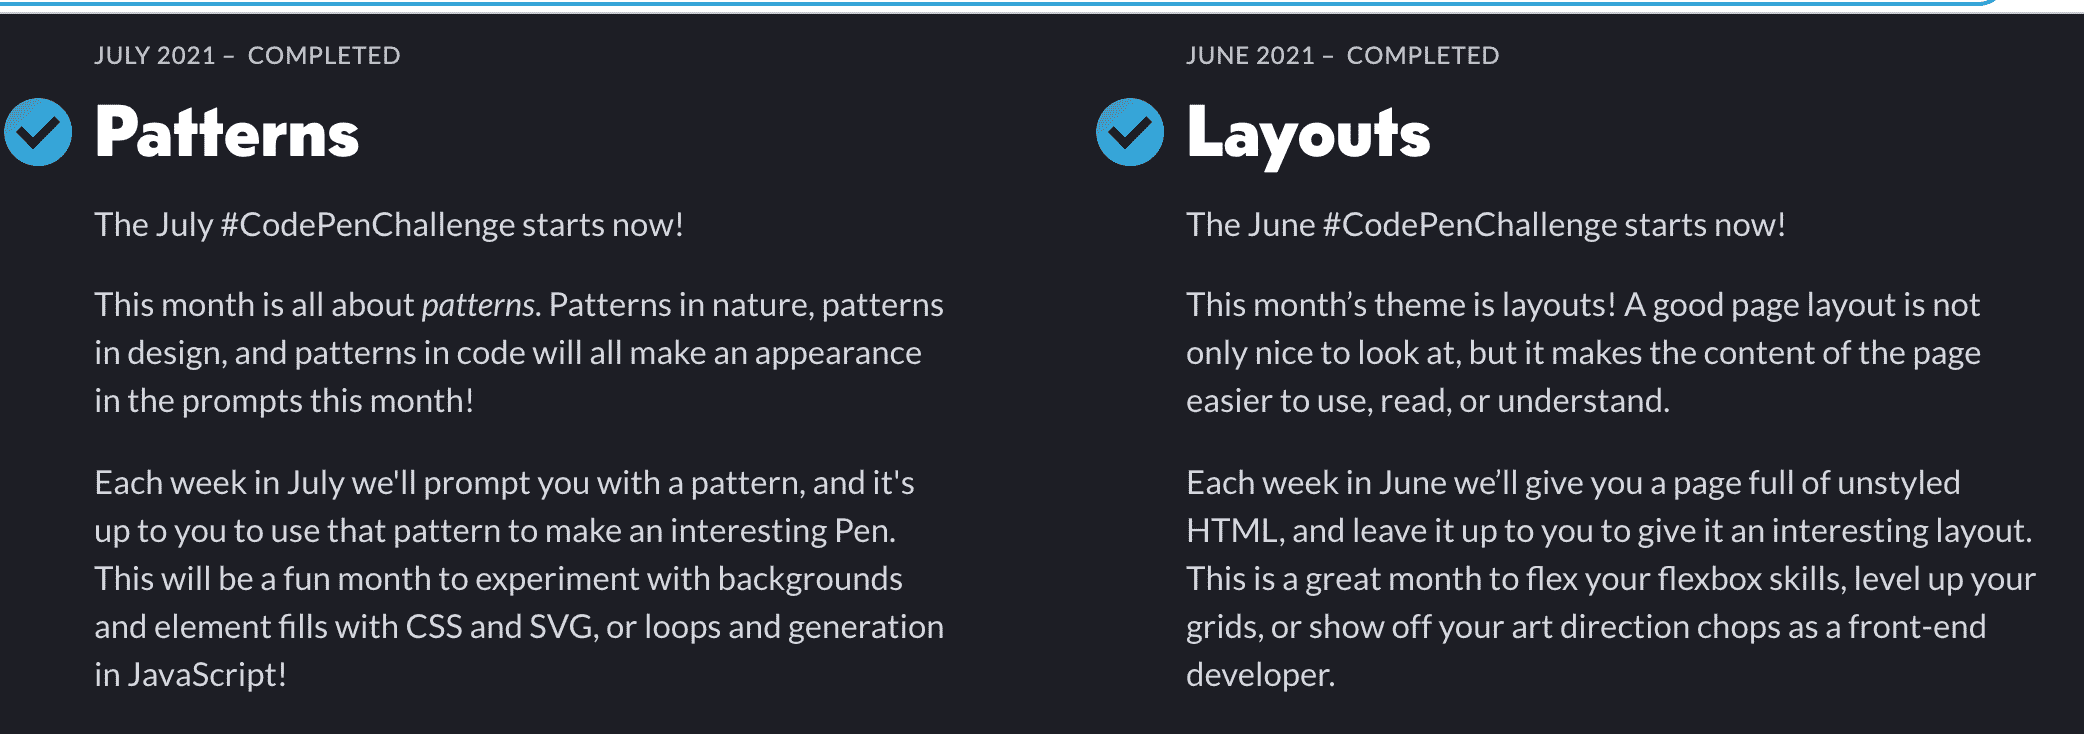 JULY 2021 – COMPLETED
Patterns
The July #CodePenChallenge starts now!
This month is all about patterns. Patterns in nature, patterns
in design, and patterns in code will all make an appearance
in the prompts this month!
Each week in July we'll prompt you with a pattern, and it's
up to you to use that pattern to make an interesting Pen.
This will be a fun month to experiment with backgrounds
and element fills with CSS and SVG, or loops and generation
in JavaScript!
JUNE 2021 – COMPLETED
Layouts
The June #CodePenChallenge starts now!
This month’s theme is layouts! A good page layout is not
only nice to look at, but it makes the content of the page
easier to use, read, or understand.
Each week in June we’ll give you a page full of unstyled
HTML, and leave it up to you to give it an interesting layout.
This is a great month to flex your flexbox skills, level up your
grids, or show off your art direction chops as a front-end
developer.